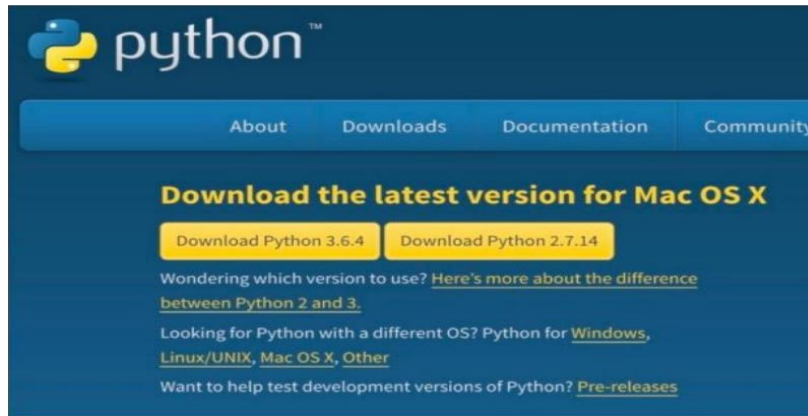 python™
About Downloads Documentation Community
Download the latest version for Mac OS X
Download Python 3.6.4 Download Python 2.7.14
Wondering which version to use? Here's more about the difference
between Python 2 and 3.
Looking for Python with a different OS? Python for Windows,
Linux/UNIX, Mac OS X, Other
Want to help test development versions of Python? Pre-releases